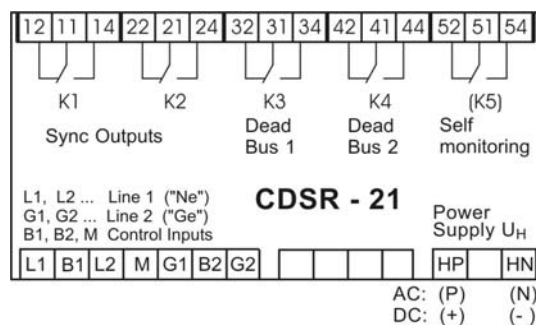 12 11 14 22 21 24 32 31 34 42 41 44 52 51 54
K1 K2 K3 K4 (K5)
Sync Outputs
Dead Bus 1
Dead Bus 2
Self monitoring
L1, L2 ... Line 1 ("Ne")
G1, G2 ... Line 2 ("Ge")
B1, B2, M Control Inputs
CDSR - 21
Power Supply UH
L1 B1 L2 M G1 B2 G2 HP HN
AC: (P) (N)
DC: (+) (-)